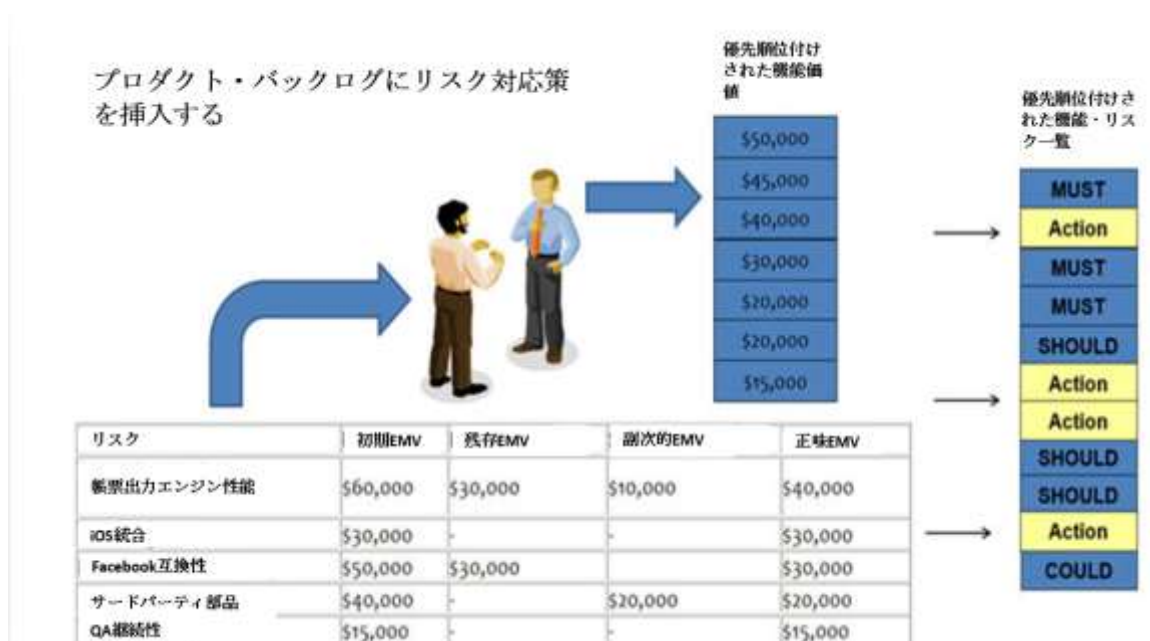 プロダクト・バックログにリスク対応策
を挿入する
優先順位付け
された機能価
値
$50,000
$45,000
$40,000
$30,000
$20,000
$20,000
$15,000
優先順位付けさ
れた機能・リス
ク一覧
MUST
Action
MUST
MUST
SHOULD
Action
Action
SHOULD
SHOULD
Action
COULD
リスク 初期EMV 残存EMV 副次的EMV 正味EMV
帳票出力エンジン性能 $60,000 $30,000 $10,000 $40,000
iOS統合 $30,000 - - $30,000
Facebook互換性 $50,000 $30,000 $30,000
サードパーティ部品 $40,000 - $20,000 $20,000
QA継続性 $15,000 - - $15,000